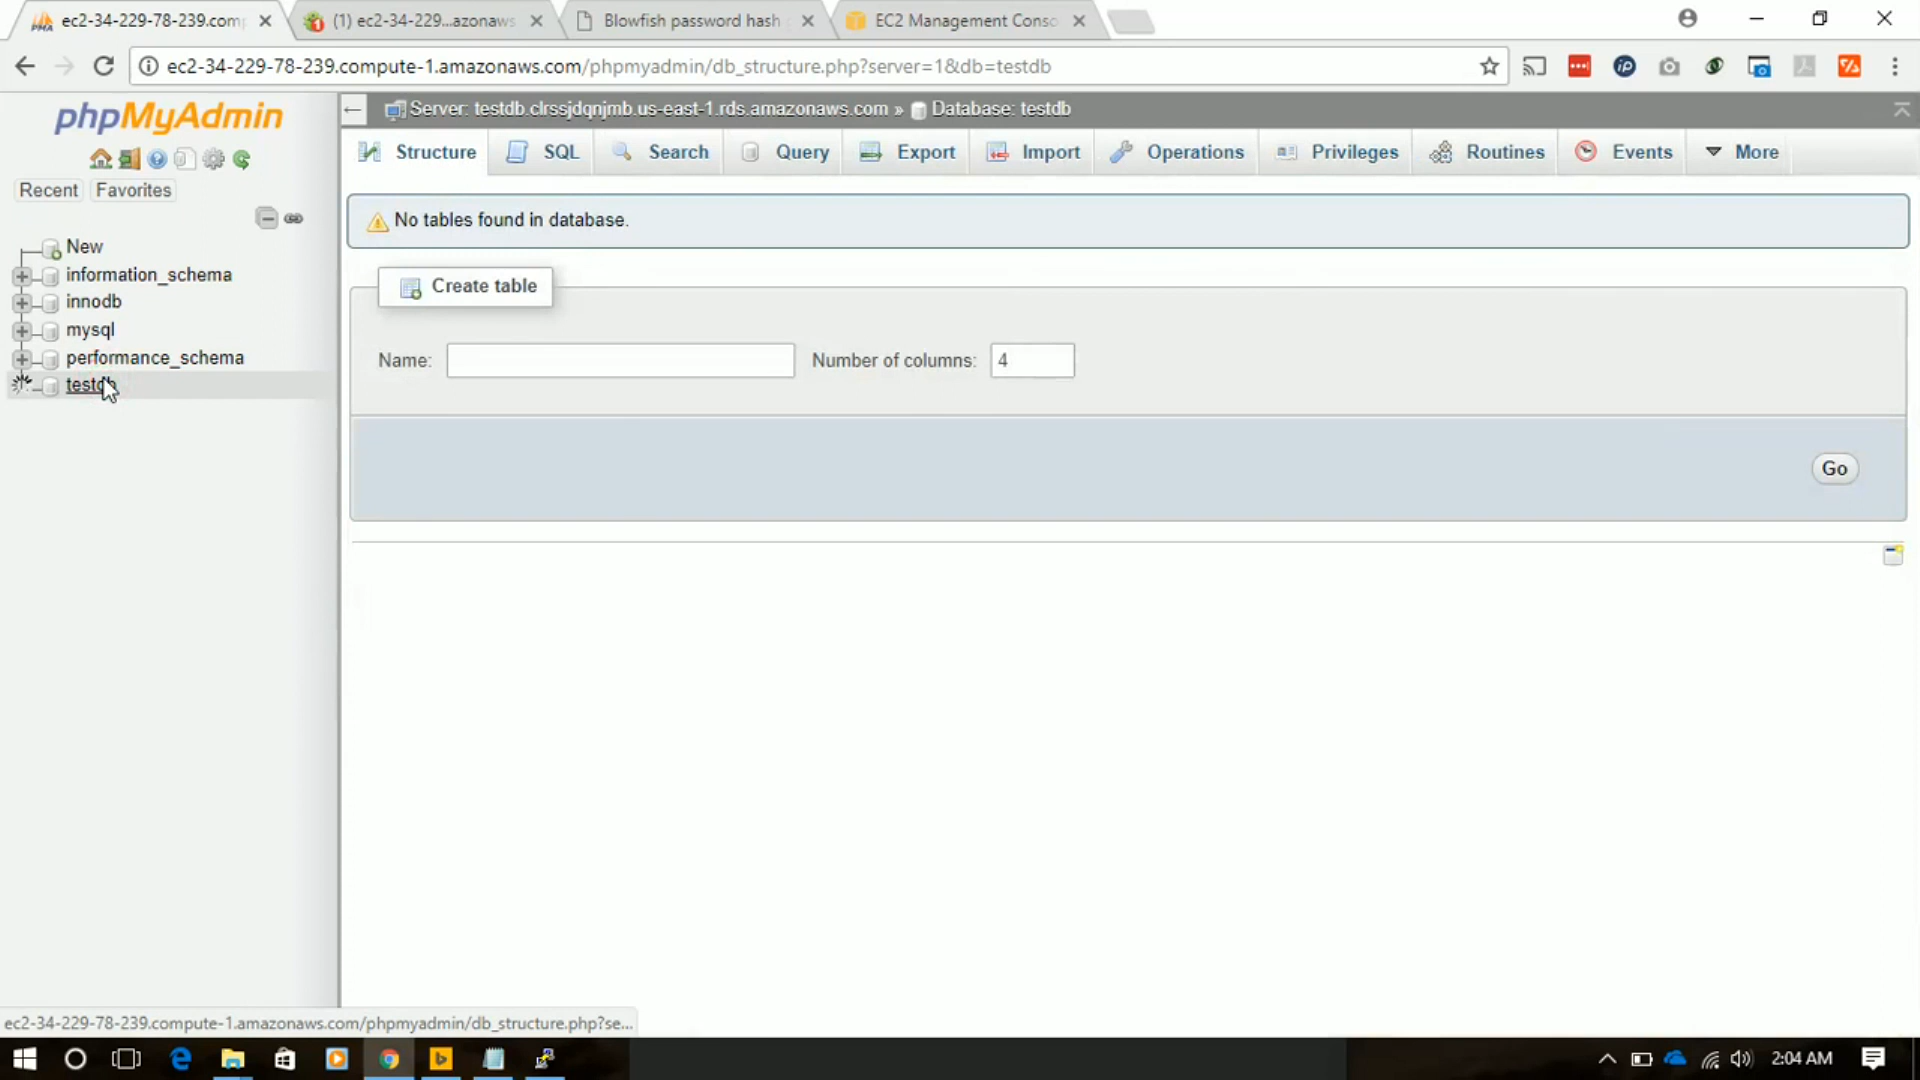 ec2-34-229-78-239.com
(1) ec2-34-229...azonaws
Blowfish password hash
EC2 Management Conso
ec2-34-229-78-239.compute-1.amazonaws.com/phpmyadmin/db_structure.php?server=1&db=testdb
phpMyAdmin
Server: testdb.clrssjdqnjmb.us-east-1.rds.amazonaws.com » Database: testdb
Structure SQL Search Query Export Import Operations Privileges Routines Events More
Recent Favorites
No tables found in database.
New
information_schema
innodb
mysql
performance_schema
testdb
Create table
Name: Number of columns: 4
Go
ec2-34-229-78-239.compute-1.amazonaws.com/phpmyadmin/db_structure.php?se...
2:04 AM